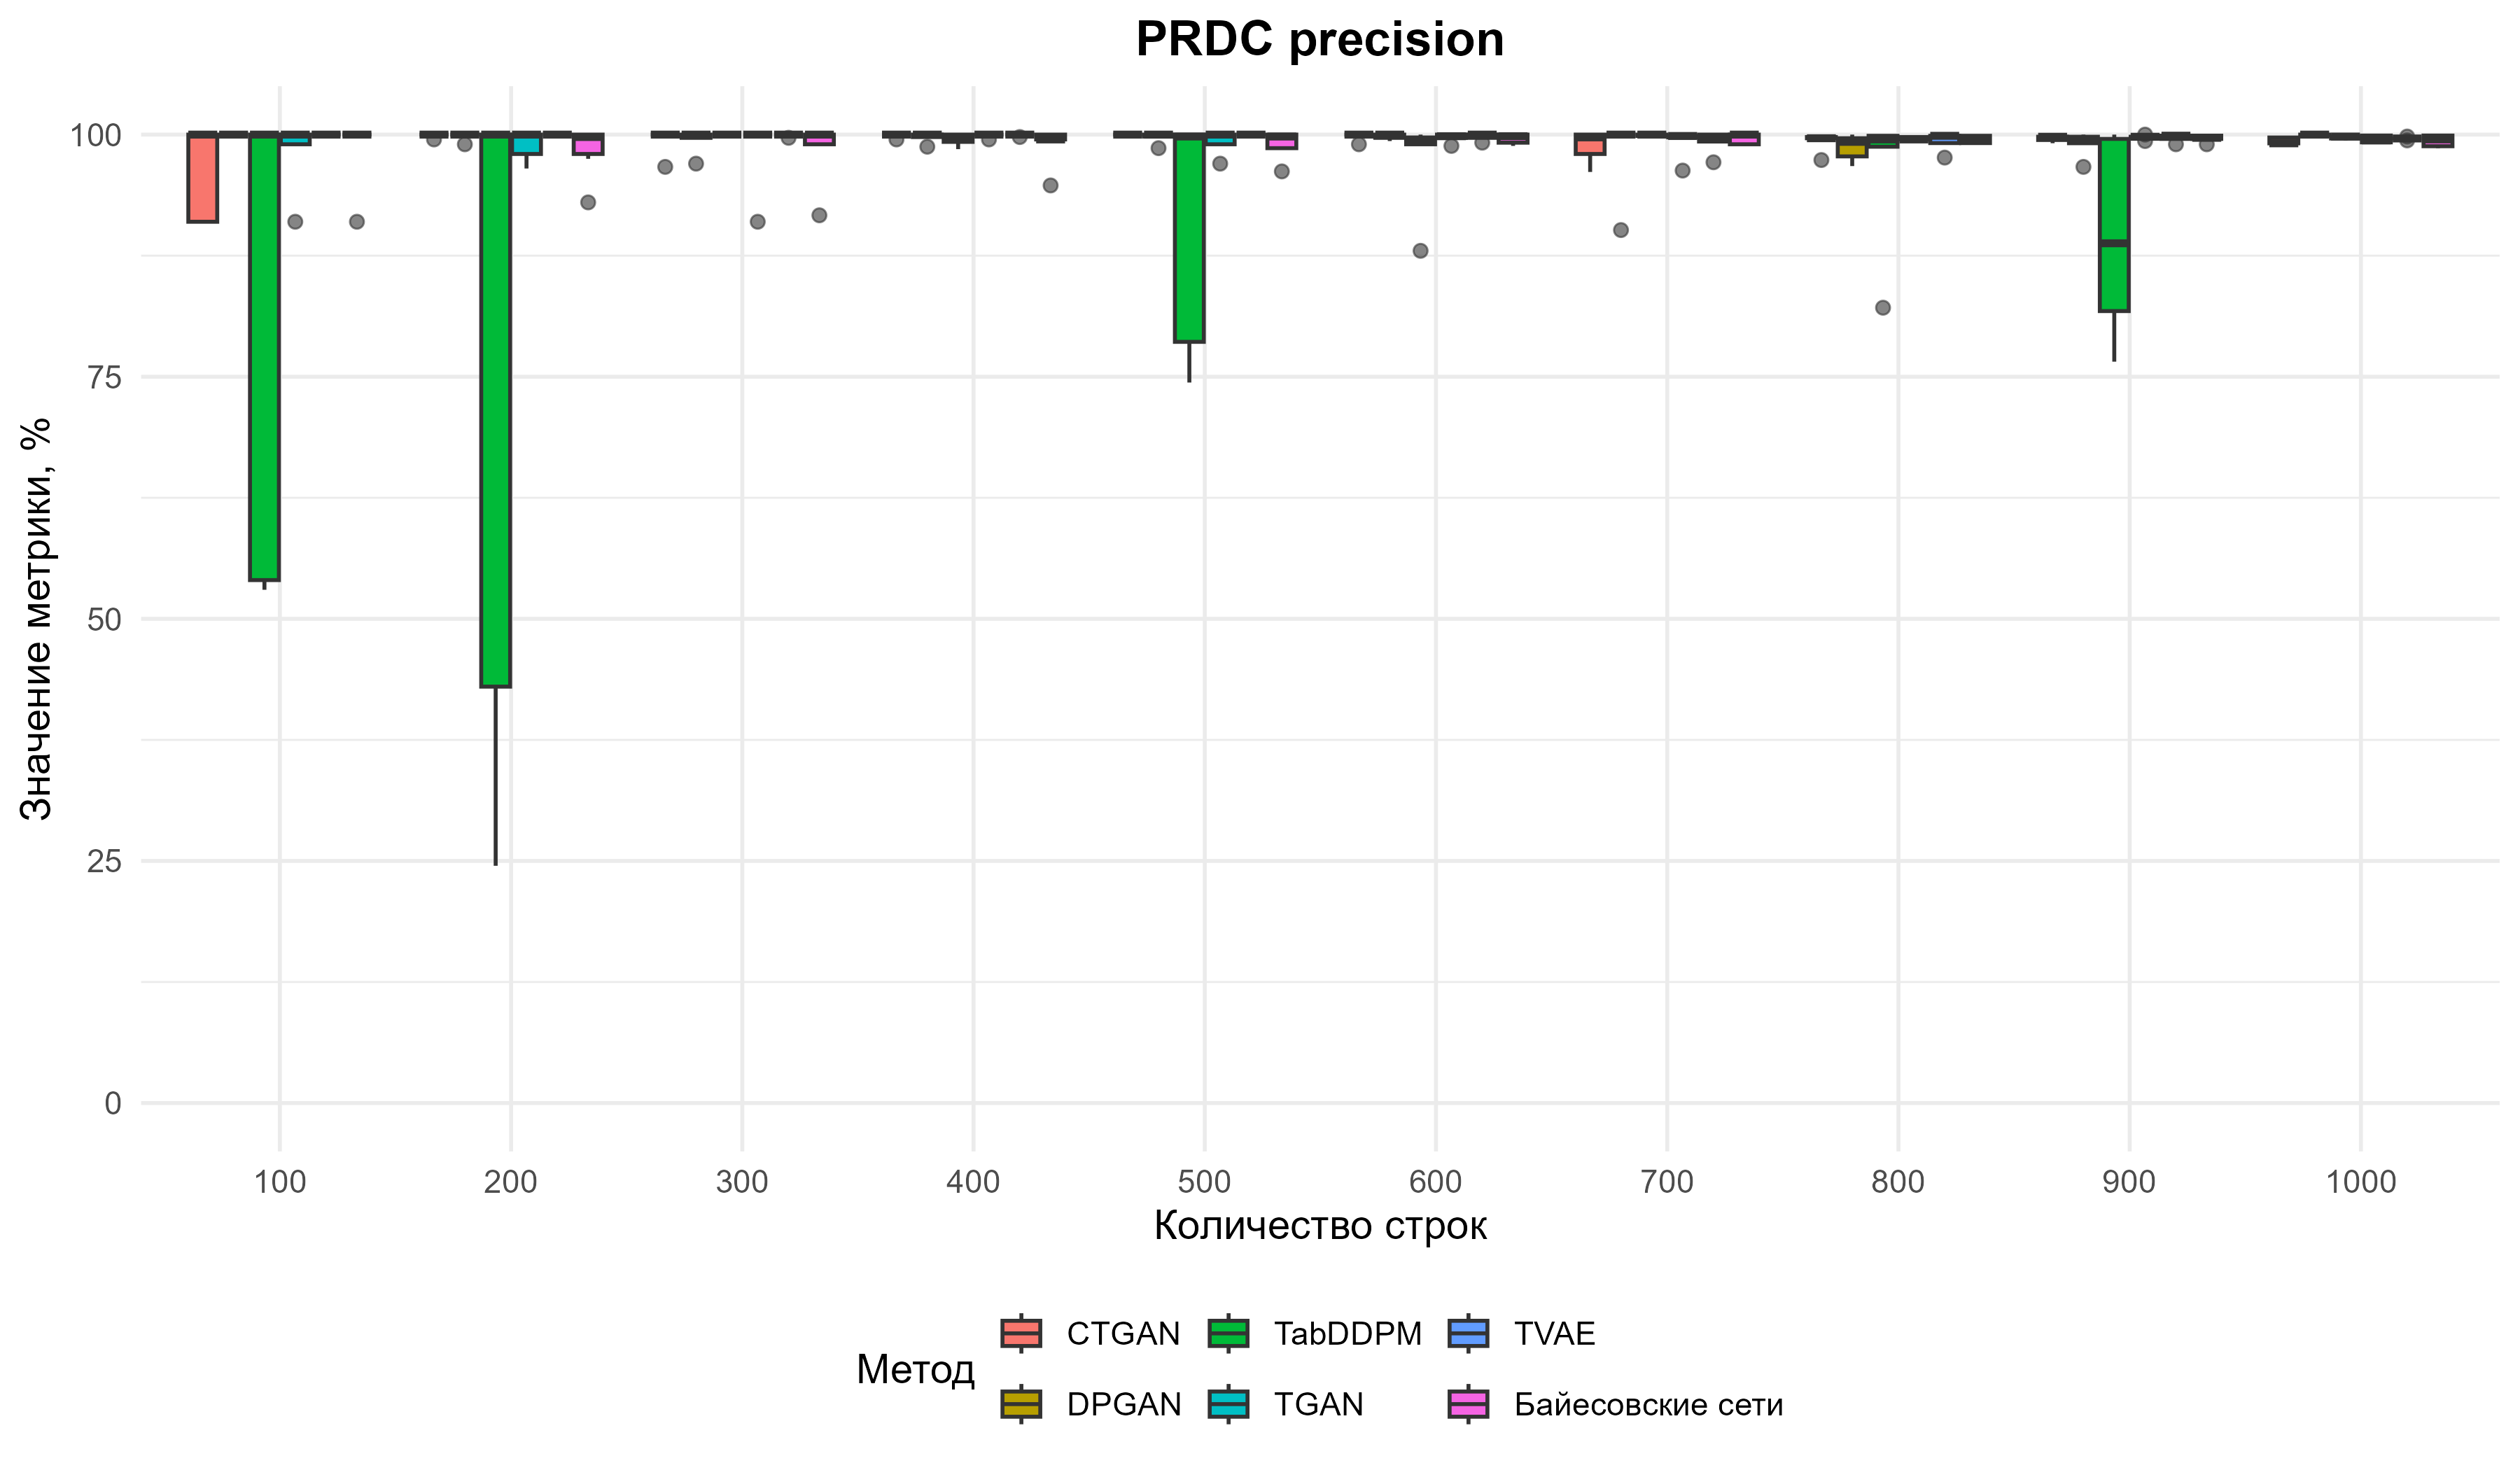 PRDC precision
Значение метрики, %
100
75
50
25
0
100 200 300 400 500 600 700 800 900 1000
Количество строк
Метод
CTGAN TabDDPM TVAE
DPGAN TGAN Байесовские сети